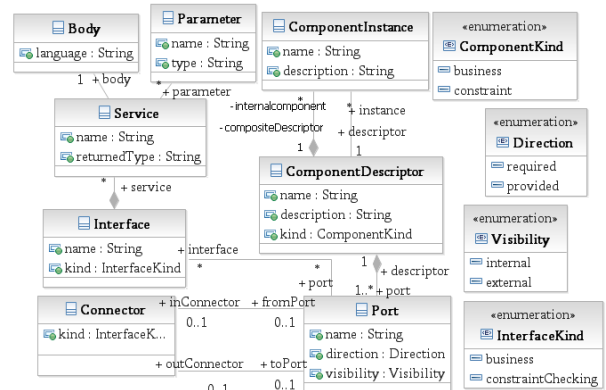 Body
language : String
Parameter
name : String
type : String
ComponentInstance
name : String
description : String
«enumeration»
ComponentKind
business
constraint
1 + body
* + parameter
Service
name : String
returnedType : String
- internalcomponent
*
- compositeDescriptor
1
* + instance
+ descriptor
1
«enumeration»
Direction
required
provided
* + service
ComponentDescriptor
name : String
description : String
kind : ComponentKind
Interface
name : String
kind : InterfaceKind
+ interface
*
*
+ port
1 + descriptor
1..* + port
«enumeration»
Visibility
internal
external
Connector
kind : InterfaceK...
+ inConnector + fromPort
0..1 0..1
+ outConnector + toPort
0..1 0..1
Port
name : String
direction : Direction
visibility : Visibility
«enumeration»
InterfaceKind
business
constraintChecking